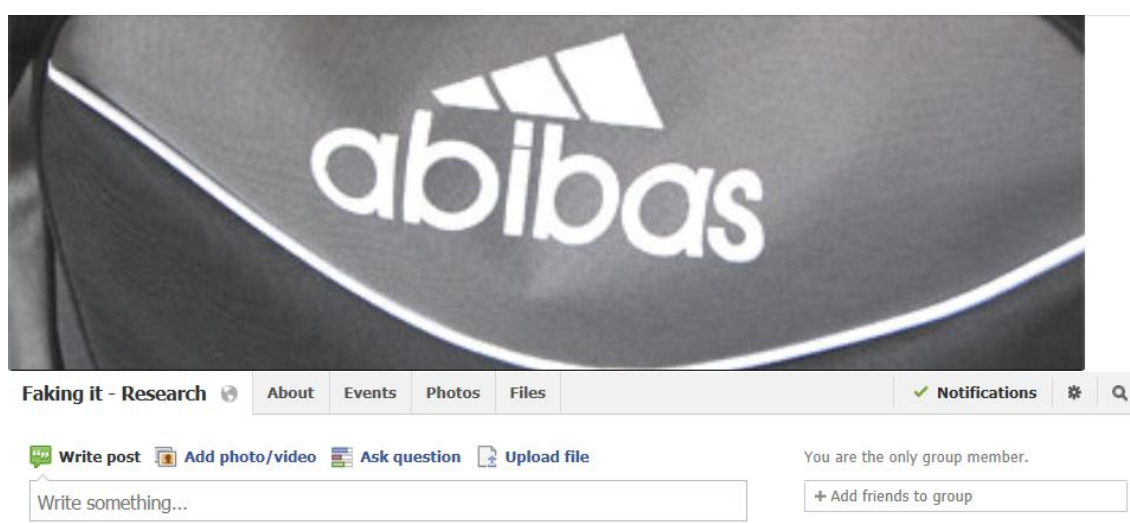 abibas
Faking it - Research About Events Photos Files Notifications
Write post Add photo/video Ask question Upload file
You are the only group member.
Write something...
+ Add friends to group